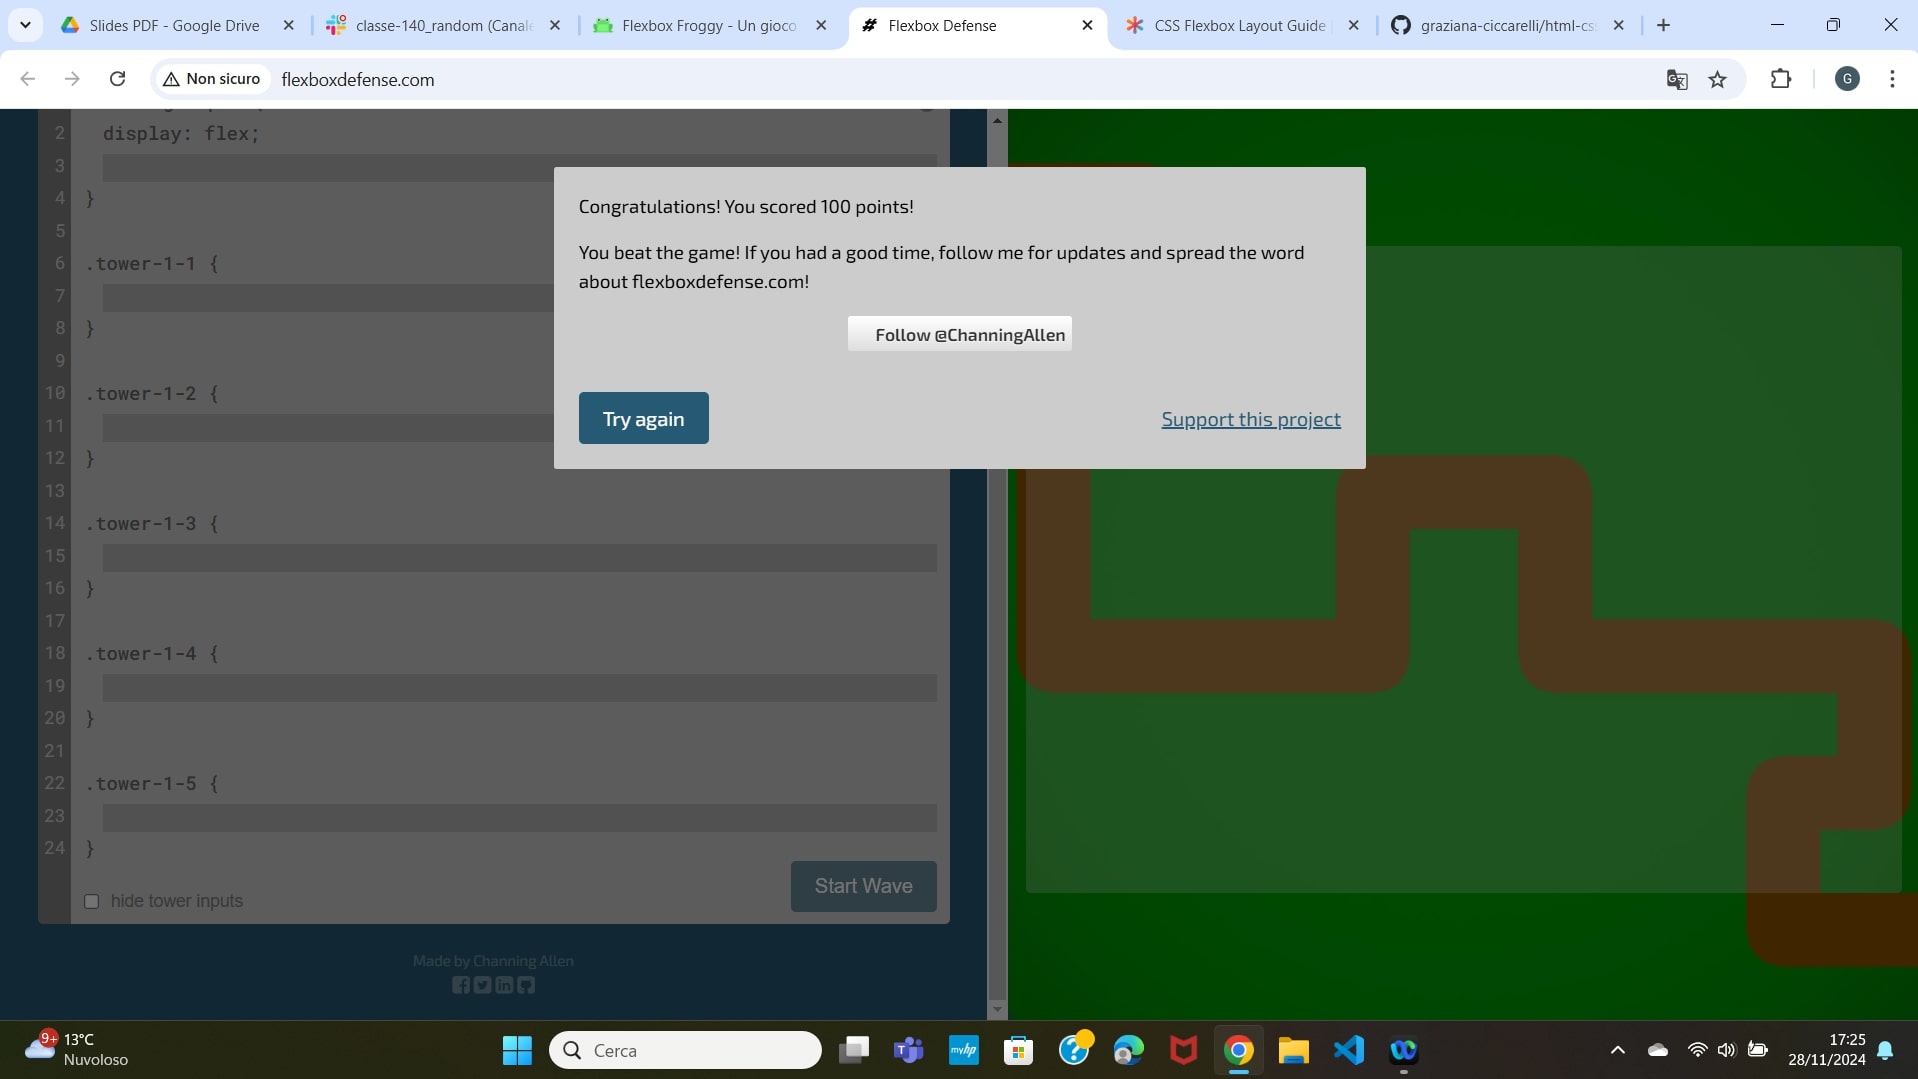 Slides PDF - Google Drive
classe-140_random (Canale
Flexbox Froggy - Un gioco
Flexbox Defense
CSS Flexbox Layout Guide
graziana-ciccarelli/html-css
Non sicuro
flexboxdefense.com
G
2 display: flex;
3
4 }
5
6 .tower-1-1 {
7
8 }
9
10 .tower-1-2 {
11
12 }
13
14 .tower-1-3 {
15
16 }
17
18 .tower-1-4 {
19
20 }
21
22 .tower-1-5 {
23
24 }
hide tower inputs
Start Wave
Made by Channing Allen
Congratulations! You scored 100 points!
You beat the game! If you had a good time, follow me for updates and spread the word
about flexboxdefense.com!
Follow @ChanningAllen
Try again
Support this project
9+
13°C
Nuvoloso
Cerca
myhp
17:25
28/11/2024